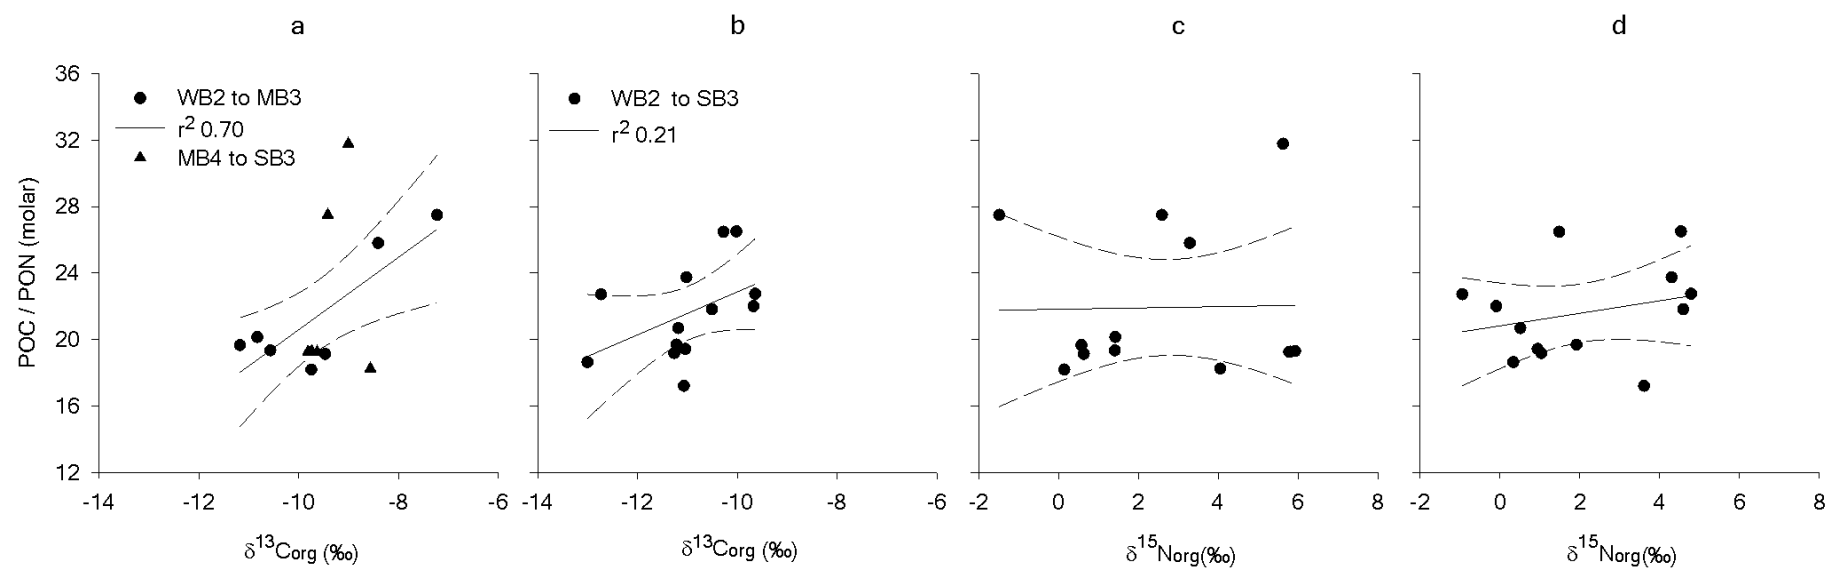 a b c d
36
32
28
24
20
16
12
POC / PON (molar)
WB2 to MB3
r2 0.70
MB4 to SB3
WB2 to SB3
r2 0.21
-14 -12 -10 -8 -6
-14 -12 -10 -8 -6
-2 0 2 4 6 8
-2 0 2 4 6 8
δ13Corg (‰)
δ13Corg (‰)
δ15Norg(‰)
δ15Norg(‰)